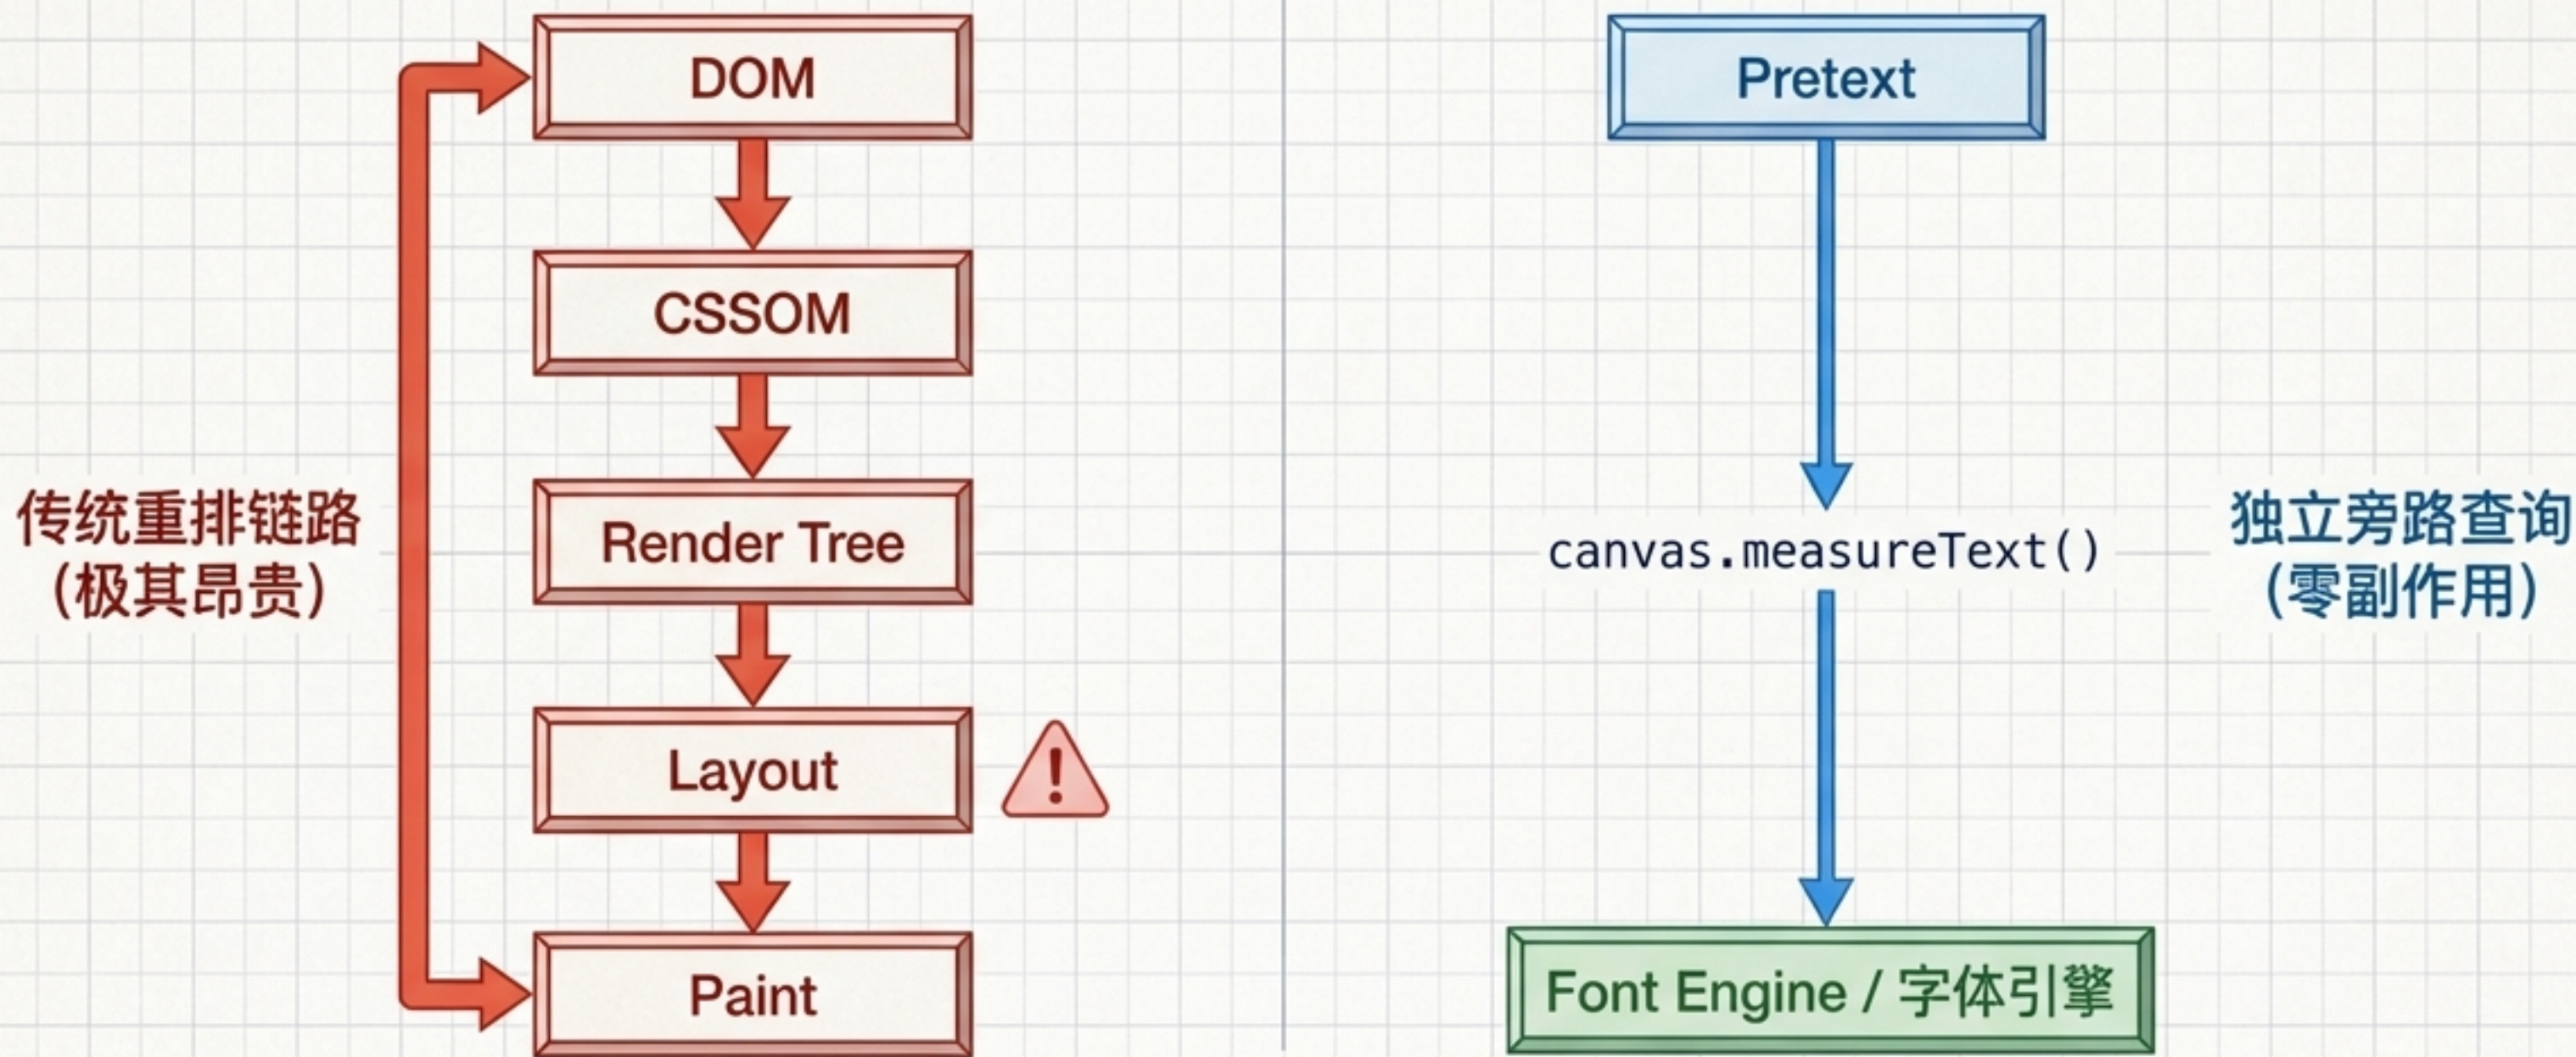 DOM
CSSOM
Render Tree
Layout
!
Paint
传统重排链路
(极其昂贵)
Pretext
canvas.measureText()
Font Engine / 字体引擎
独立旁路查询
(零副作用)